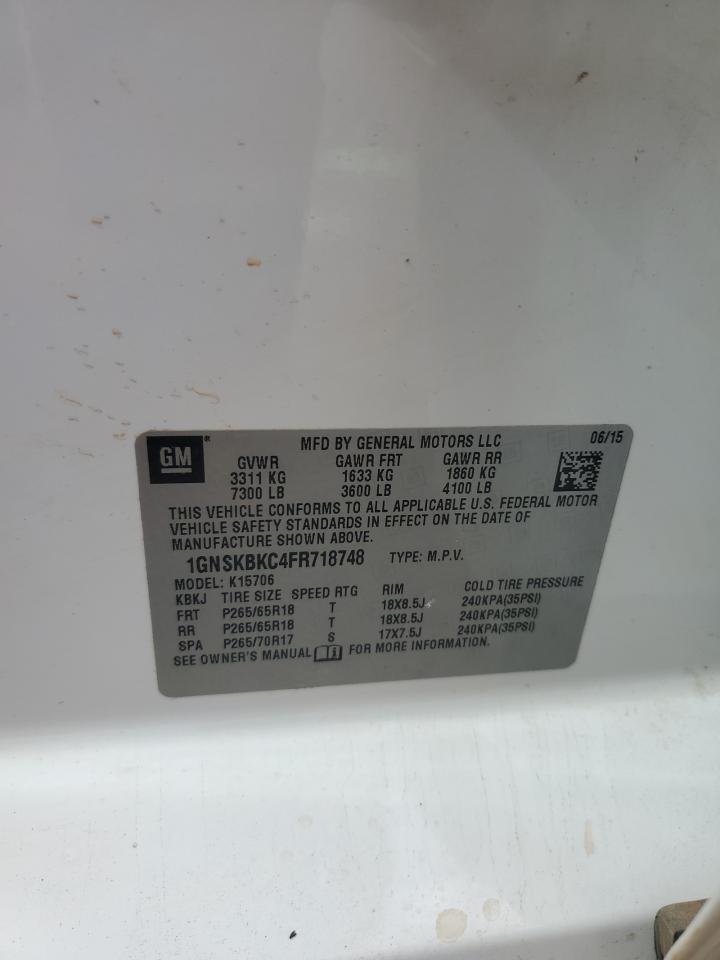 GM ® MFD BY GENERAL MOTORS LLC 06/15
GVWR GAWR FRT GAWR RR
3311 KG 1633 KG 1860 KG
7300 LB 3600 LB 4100 LB
THIS VEHICLE CONFORMS TO ALL APPLICABLE U.S. FEDERAL MOTOR
VEHICLE SAFETY STANDARDS IN EFFECT ON THE DATE OF
MANUFACTURE SHOWN ABOVE.
1GNSKBKC4FR718748 TYPE: M.P.V.
MODEL: K15706
KBKJ TIRE SIZE SPEED RTG RIM COLD TIRE PRESSURE
FRT P265/65R18 T 18X8.5J 240KPA(35PSI)
RR P265/65R18 T 18X8.5J 240KPA(35PSI)
SPA P265/70R17 S 17X7.5J 240KPA(35PSI)
SEE OWNER'S MANUAL FOR MORE INFORMATION.